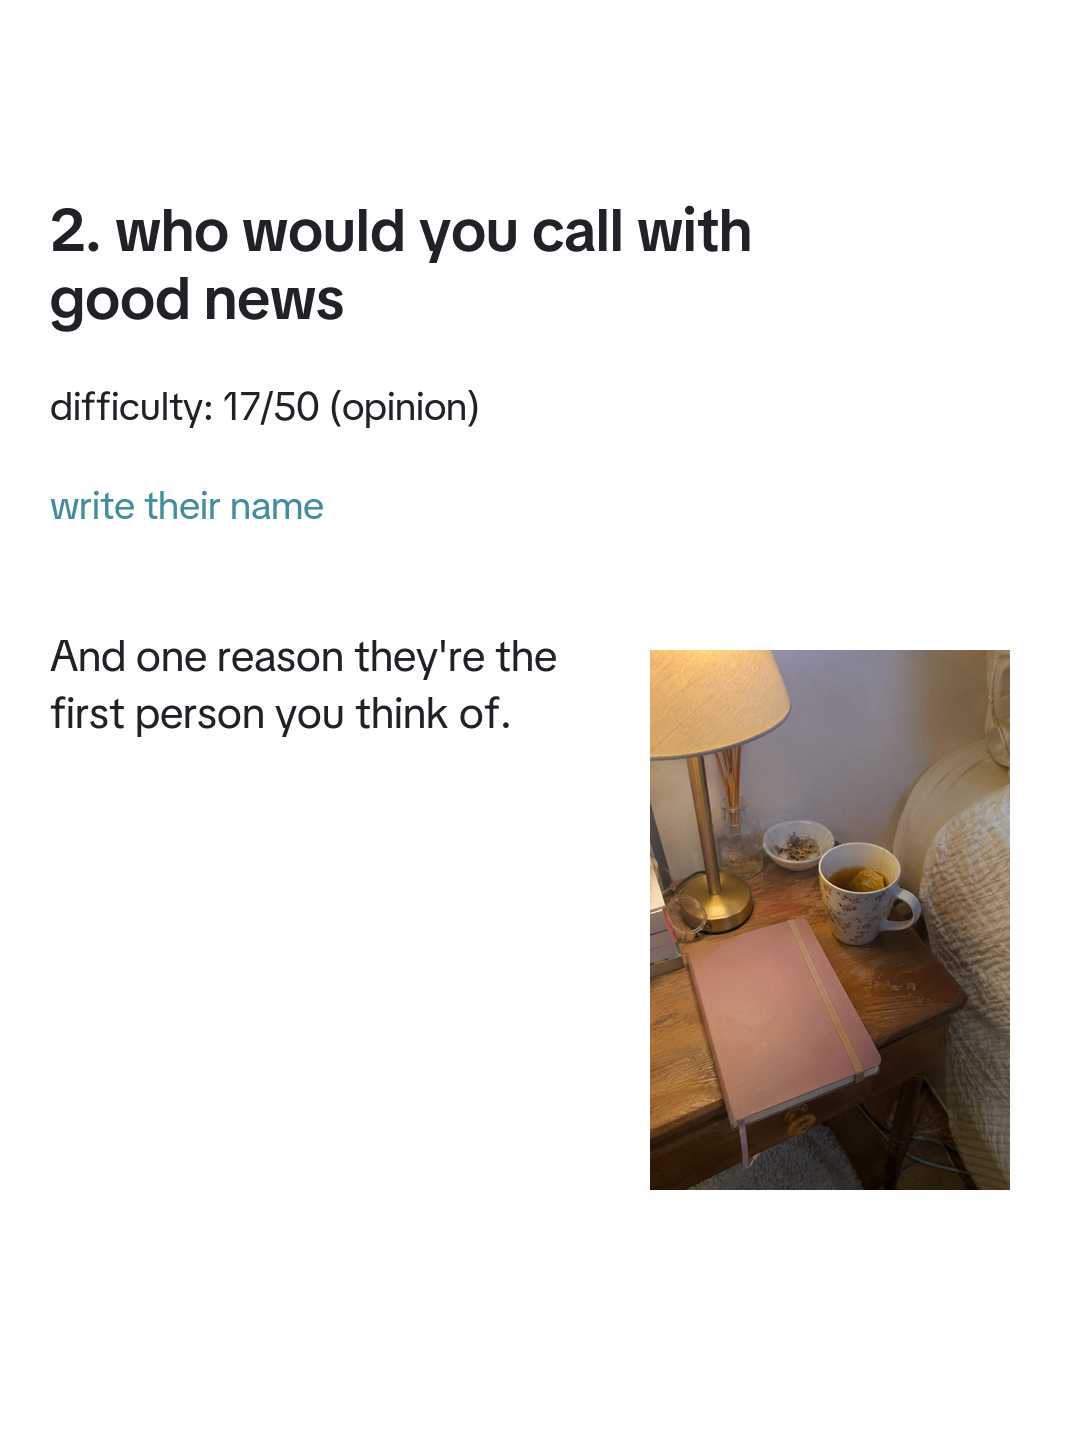 2. who would you call with
good news
difficulty: 17/50 (opinion)
write their name
And one reason they're the
first person you think of.